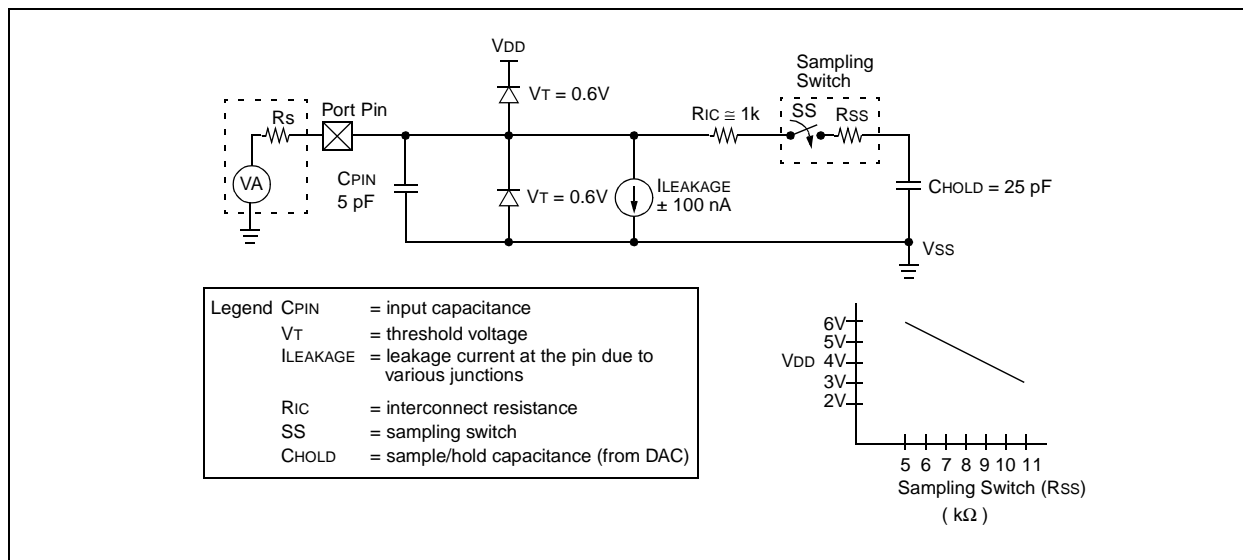 VDD
Sampling
Switch
VT = 0.6V
Rs
Port Pin
RIC ≅ 1k
SS
RSS
VA
CPIN
5 pF
VT = 0.6V
ILEAKAGE
± 100 nA
CHOLD = 25 pF
VSS
Legend CPIN = input capacitance
VT = threshold voltage
ILEAKAGE = leakage current at the pin due to
various junctions
RIC = interconnect resistance
SS = sampling switch
CHOLD = sample/hold capacitance (from DAC)
6V
5V
VDD 4V
3V
2V
5 6 7 8 9 10 11
Sampling Switch (RSS)
( kΩ )